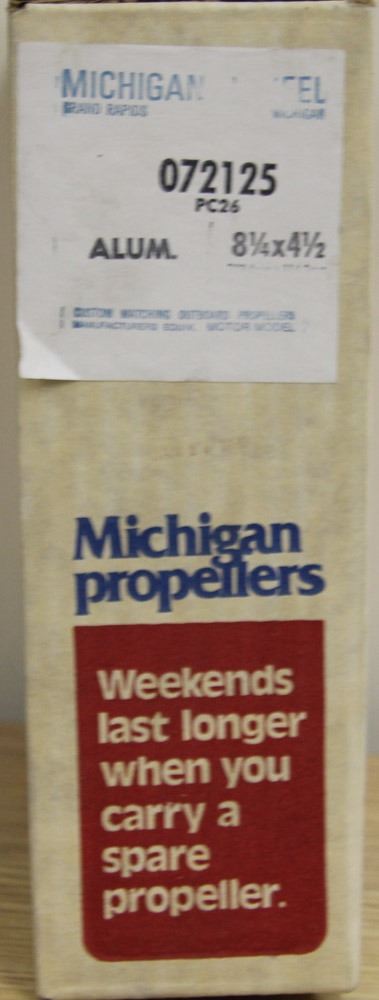 MICHIGAN
GRAND RAPIDS MICHIGAN
072125
PC26
ALUM. 8¼x4½
CUSTOM MATCHING OUTBOARD PROPELLERS
MANUFACTURERS EQUIV. MOTOR MODEL
Michigan
propellers
Weekends
last longer
when you
carry a
spare
propeller.